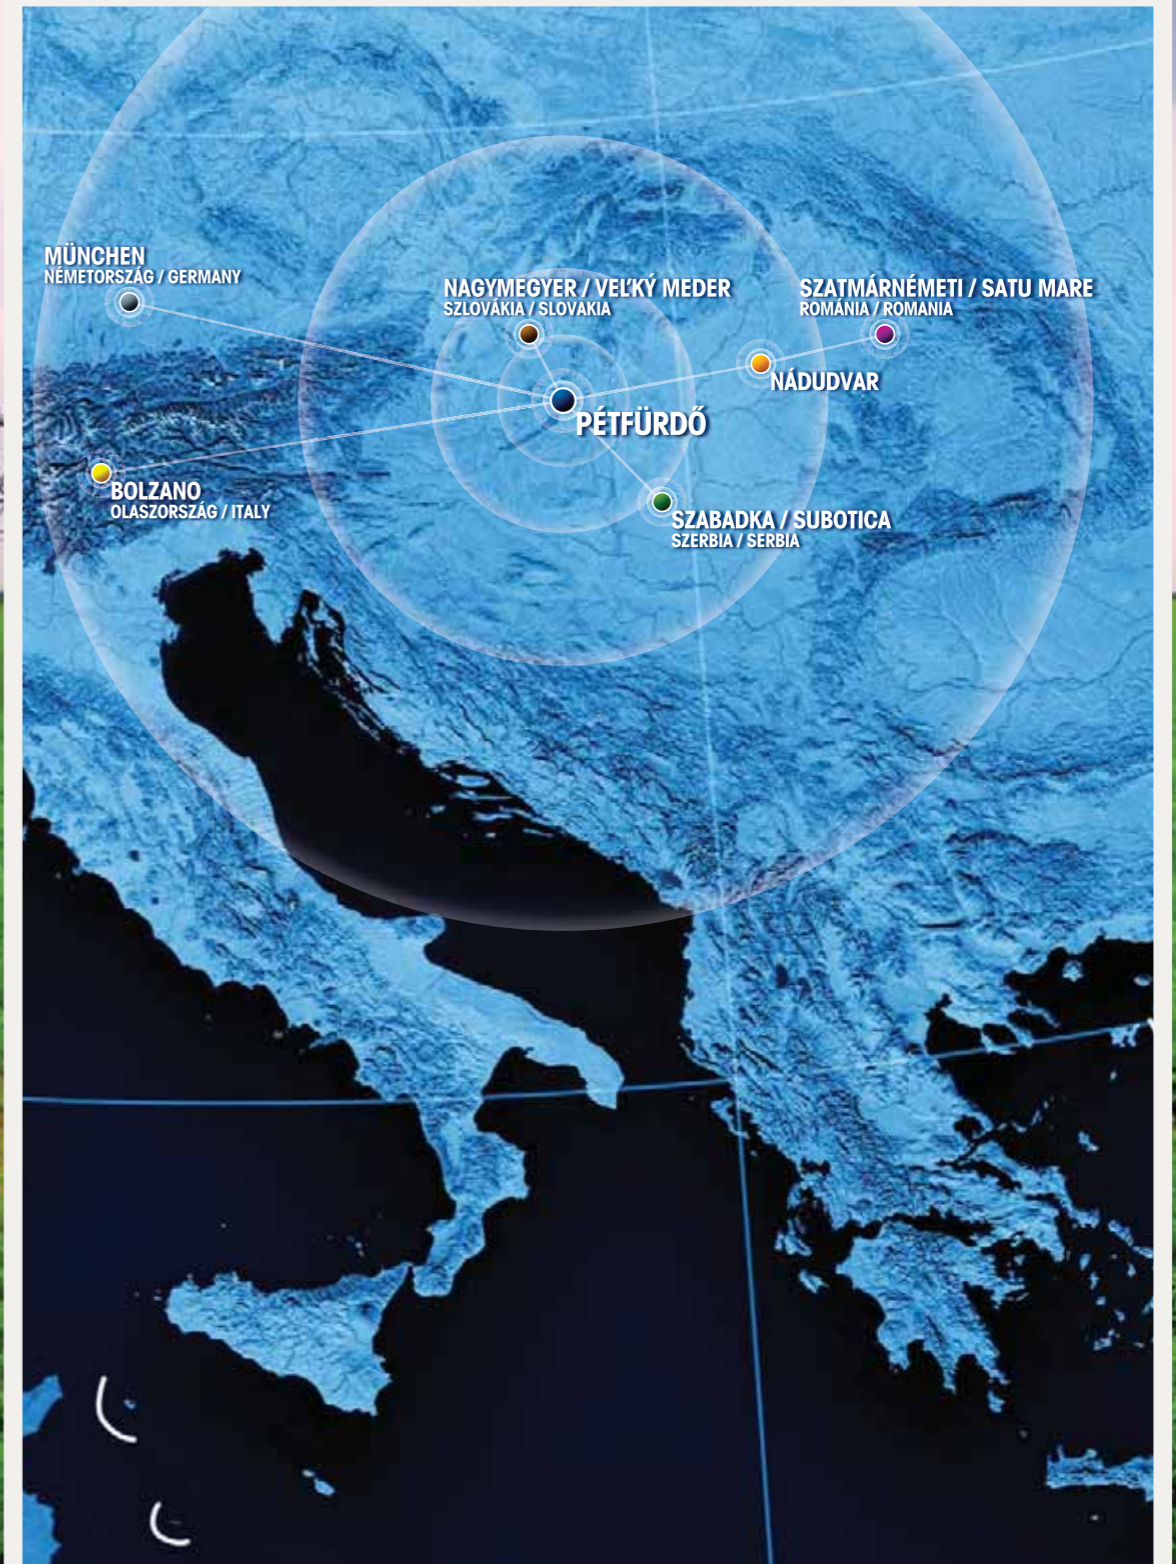 MÜNCHEN
NÉMETORSZÁG / GERMANY
NAGYMEGYER / VEĽKÝ MEDER
SZLOVÁKIA / SLOVAKIA
SZATMÁRNÉMETI / SATU MARE
ROMÁNIA / ROMANIA
NÁDUDVAR
PÉTFÜRDŐ
BOLZANO
OLASZORSZÁG / ITALY
SZABADKA / SUBOTICA
SZERBIA / SERBIA